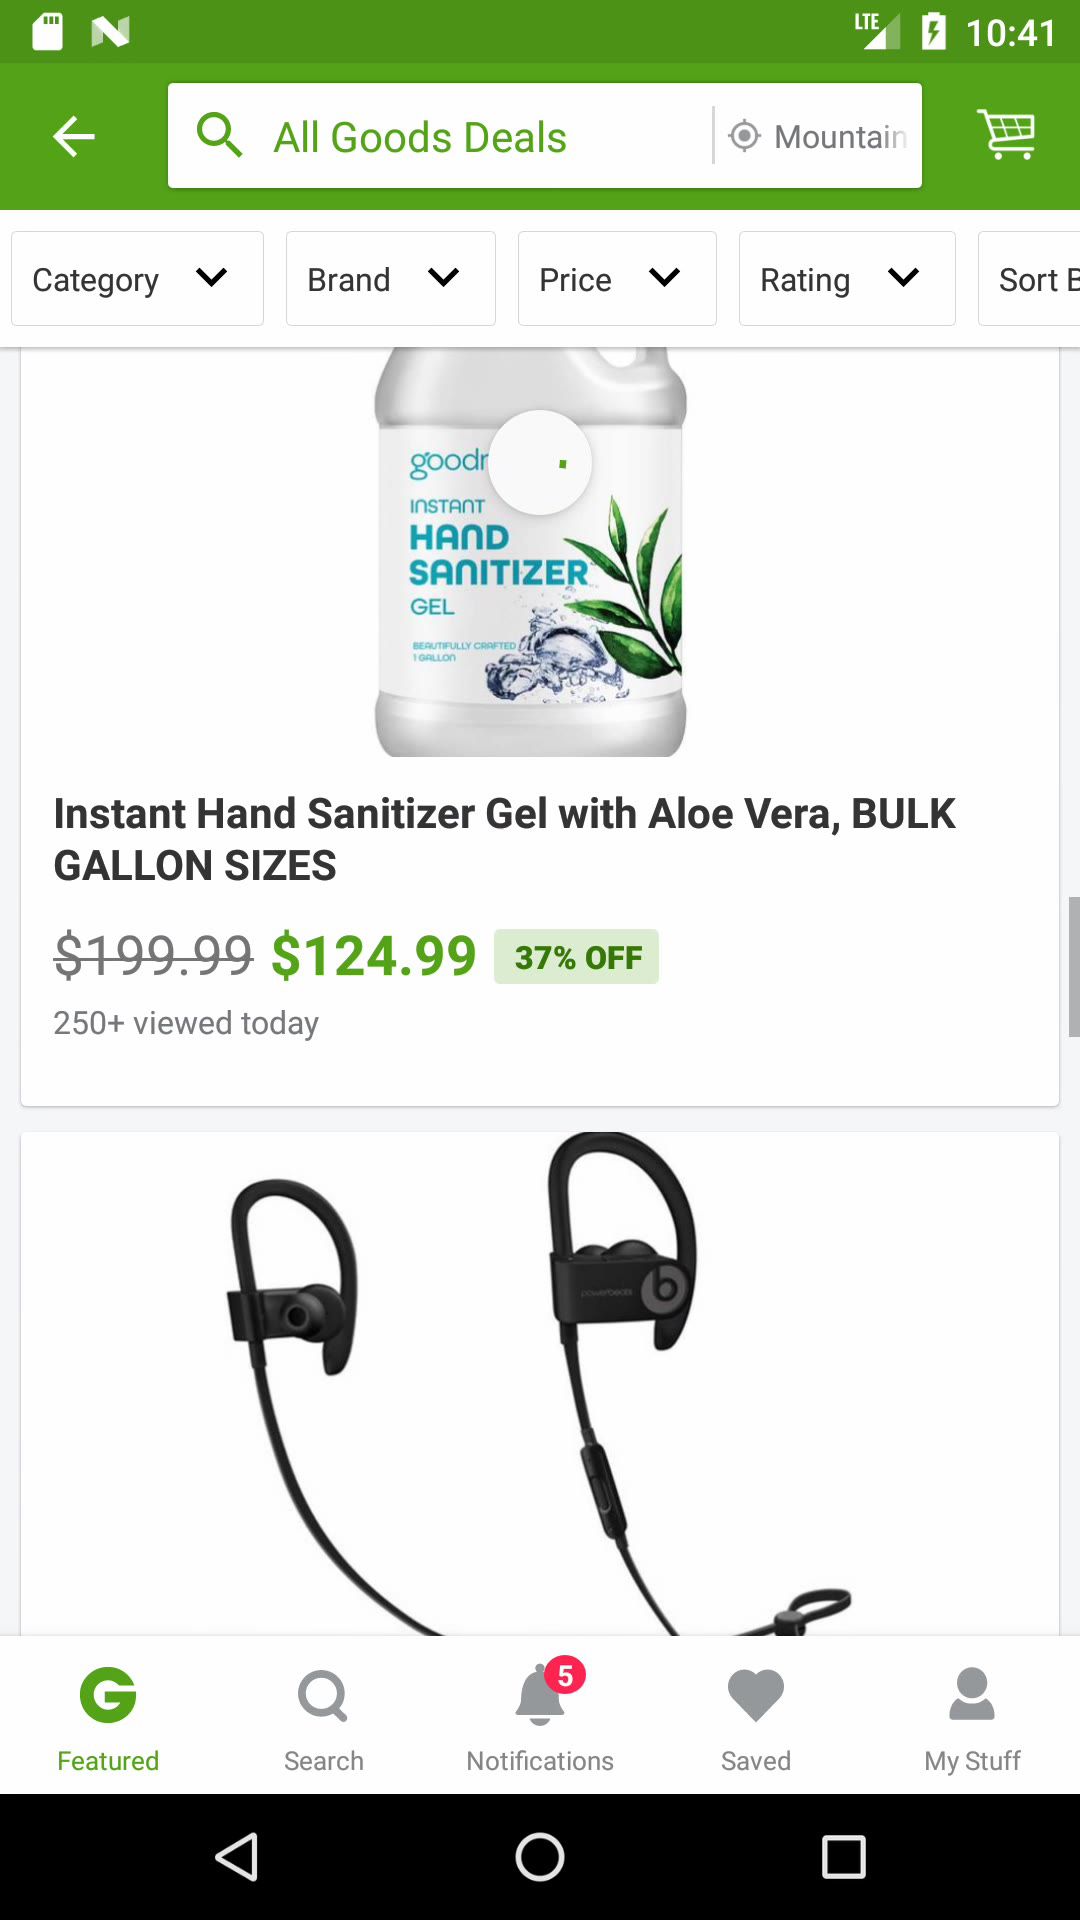 LTE 10:41
All Goods Deals Mountain
Category Brand Price Rating Sort B
INSTANT
HAND
SANITIZER
GEL
BEAUTIFULLY CRAFTED
1 GALLON
Instant Hand Sanitizer Gel with Aloe Vera, BULK
GALLON SIZES
$199.99 $124.99 37% OFF
250+ viewed today
powerbeats
5
Featured Search Notifications Saved My Stuff